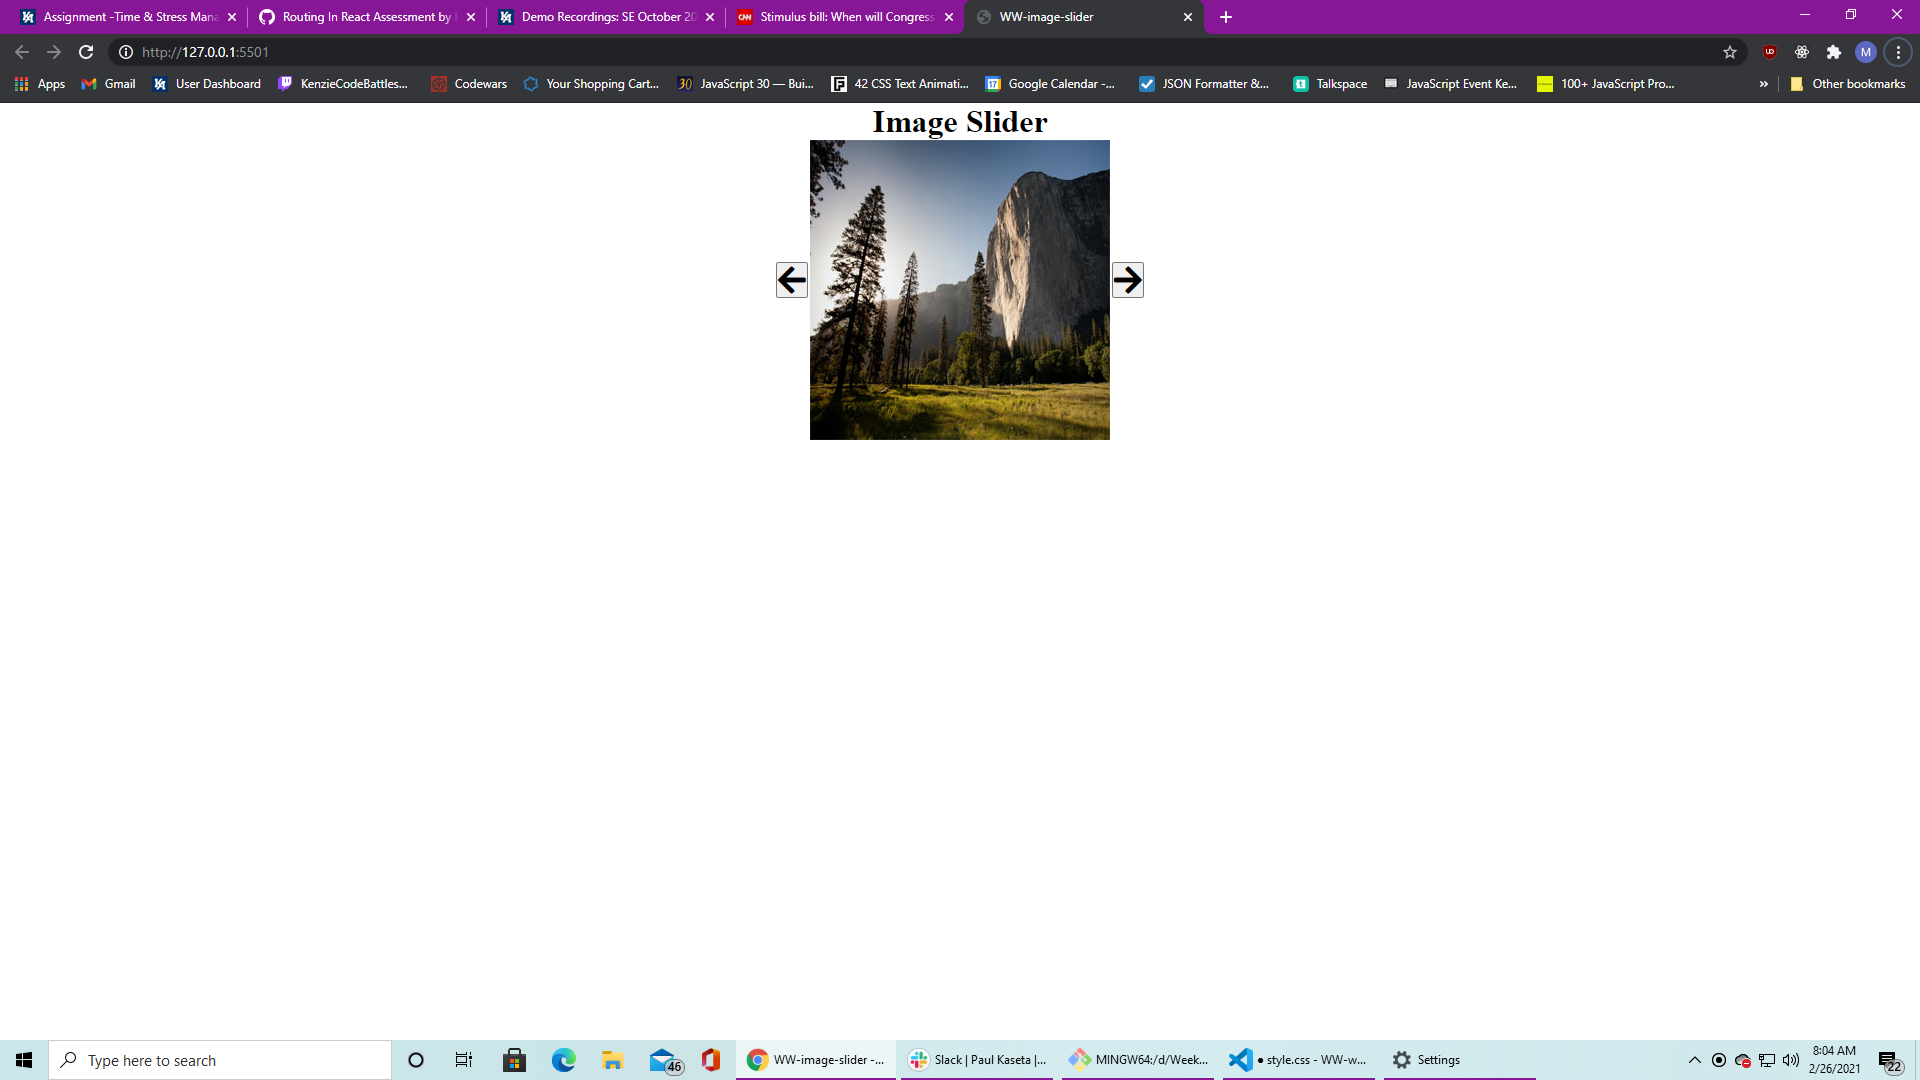 Assignment -Time & Stress Mana
Routing In React Assessment by
Demo Recordings: SE October 20
CNN Stimulus bill: When will Congress
WW-image-slider
http://127.0.0.1:5501
UD
M
Apps
Gmail
User Dashboard
KenzieCodeBattles...
Codewars
Your Shopping Cart...
30 JavaScript 30 — Bui...
42 CSS Text Animati...
17 Google Calendar -...
JSON Formatter &...
Talkspace
JavaScript Event Ke...
100+ JavaScript Pro...
»
Other bookmarks
Image Slider
Type here to search
46
WW-image-slider -...
Slack | Paul Kaseta |...
MINGW64:/d/Week...
● style.css - WW-w...
Settings
8:04 AM
2/26/2021
22